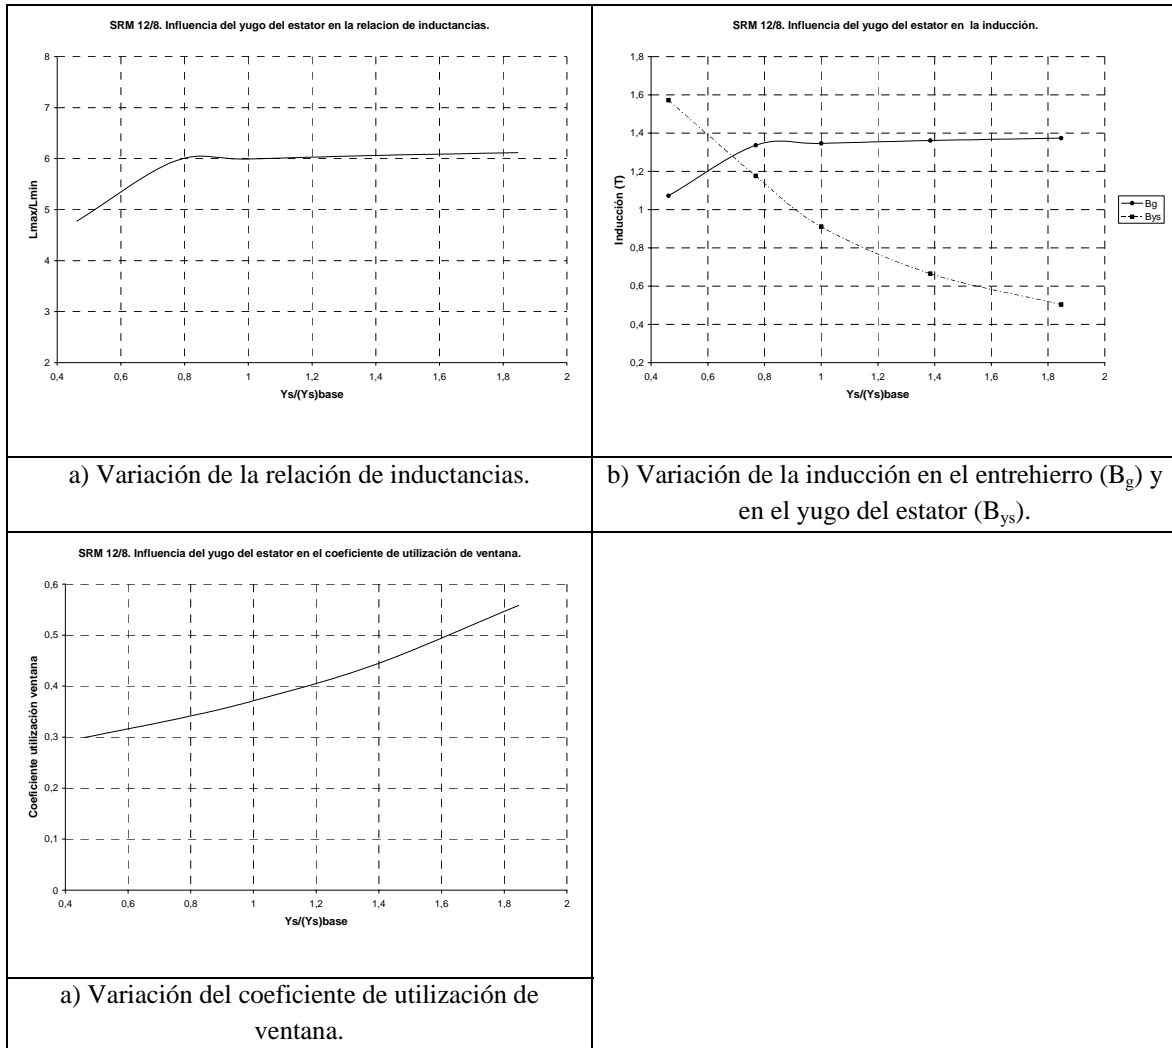 SRM 12/8. Influencia del yugo del estator en la relacion de inductancias.
8
7
6
5
4
3
2
Lmax/Lmin
0,4 0,6 0,8 1 1,2 1,4 1,6 1,8 2
Ys/(Ys)base
a) Variación de la relación de inductancias.
SRM 12/8. Influencia del yugo del estator en la inducción.
1,8
1,6
1,4
1,2
1
0,8
0,6
0,4
0,2
Inducción (T)
0,4 0,6 0,8 1 1,2 1,4 1,6 1,8 2
Ys/(Ys)base
Bg
Bys
b) Variación de la inducción en el entrehierro (Bg) y
en el yugo del estator (Bys).
SRM 12/8. Influencia del yugo del estator en el coeficiente de utilización de ventana.
0,6
0,5
0,4
0,3
0,2
0,1
0
Coeficiente utilización ventana
0,4 0,6 0,8 1 1,2 1,4 1,6 1,8 2
Ys/(Ys)base
a) Variación del coeficiente de utilización de
ventana.